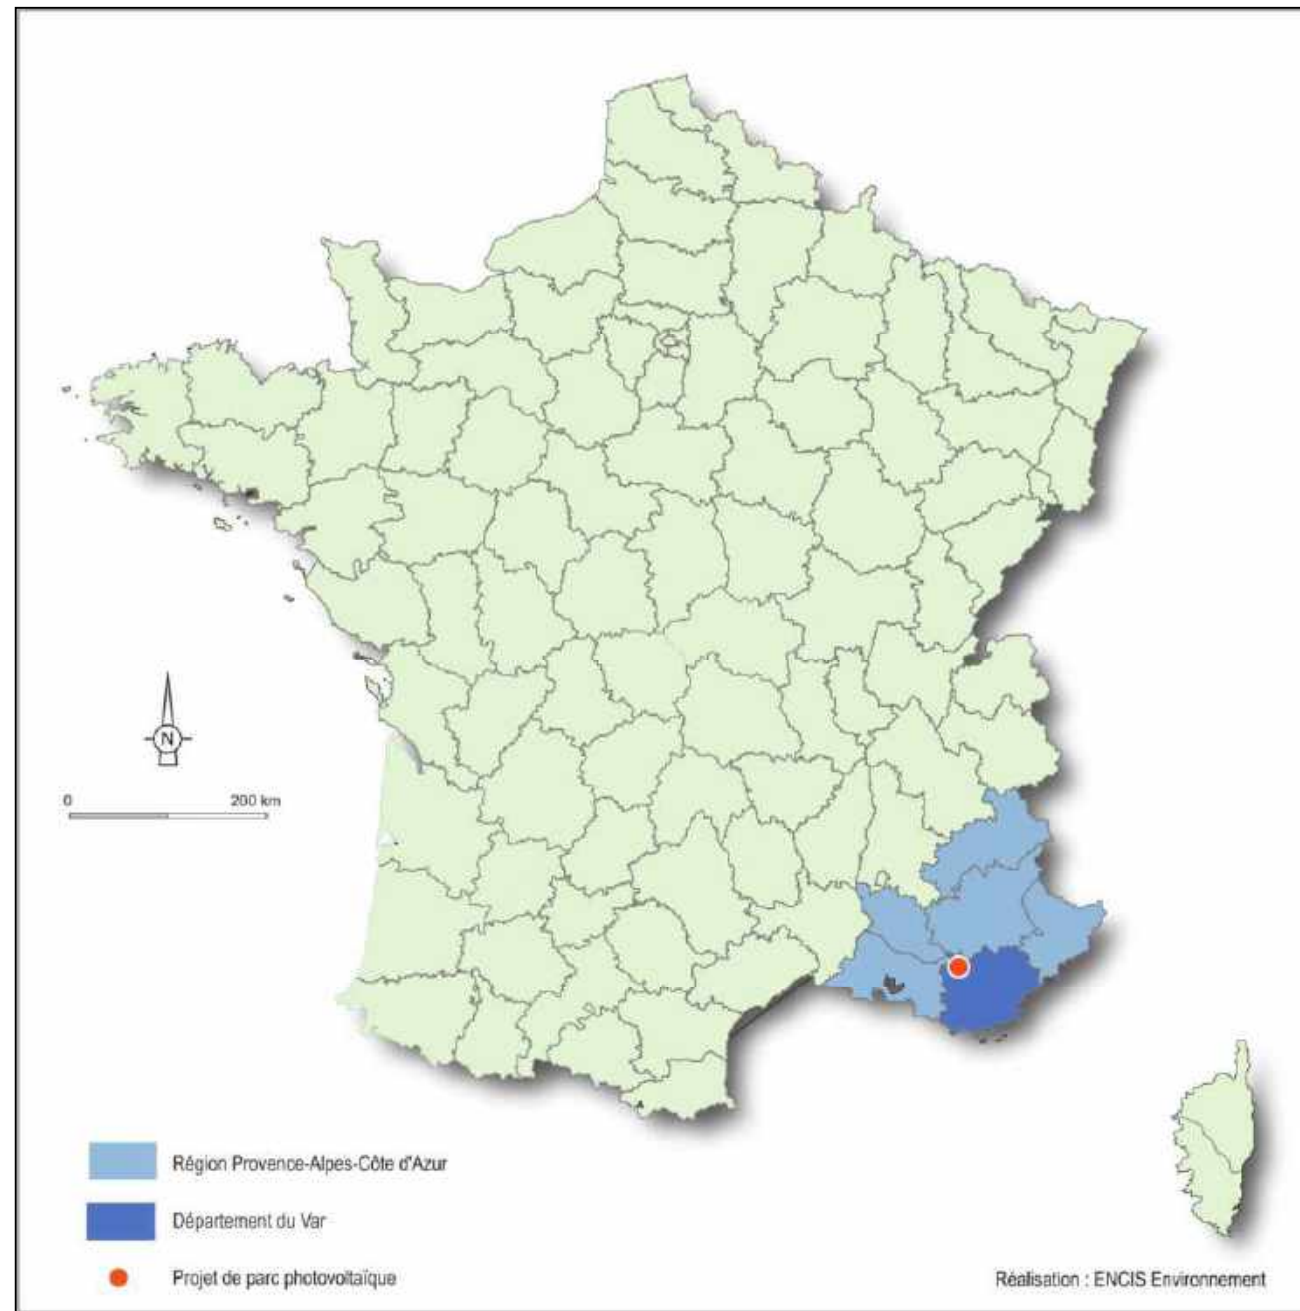 N
0 200 km
Région Provence-Alpes-Côte d'Azur
Département du Var
Projet de parc photovoltaïque
Réalisation : ENCIS Environnement